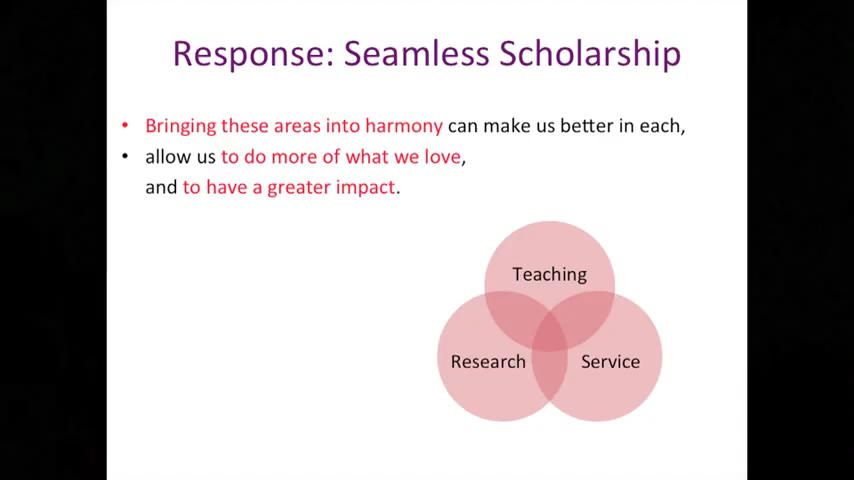 Response: Seamless Scholarship
• Bringing these areas into harmony can make us better in each,
• allow us to do more of what we love,
and to have a greater impact.
Teaching
Research Service